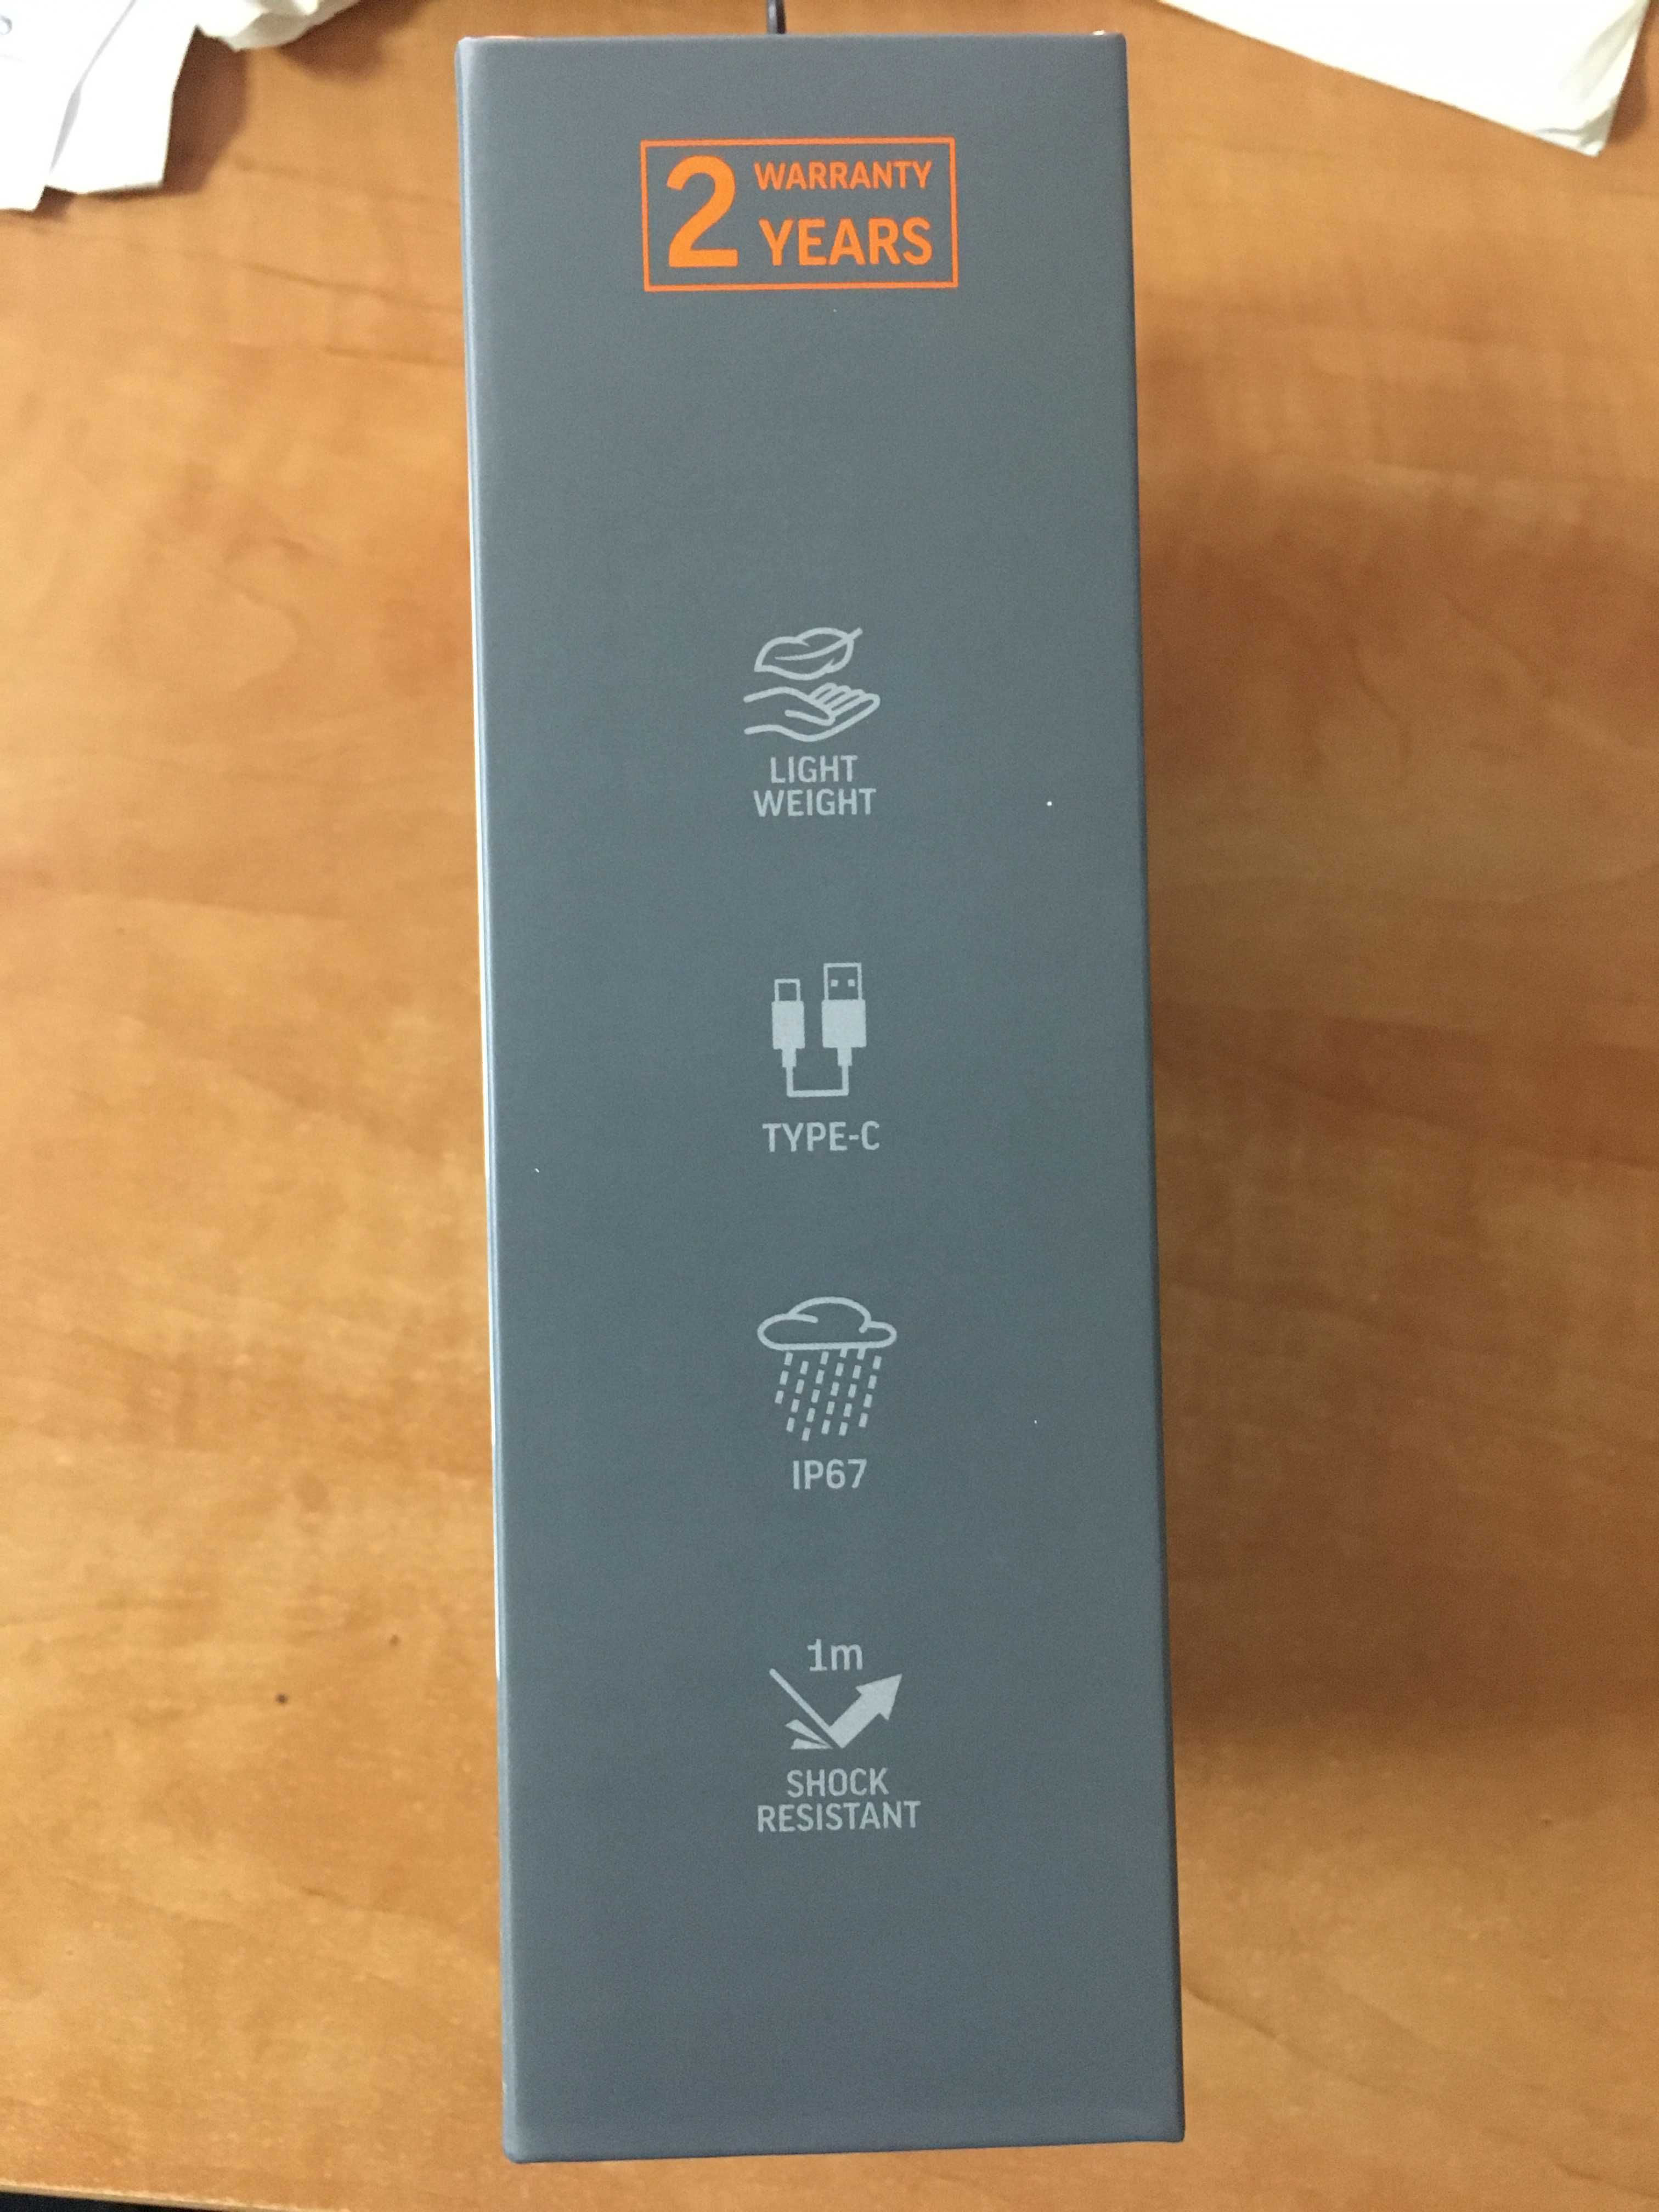 2 WARRANTY
YEARS
LIGHT
WEIGHT
TYPE-C
IP67
1m
SHOCK
RESISTANT